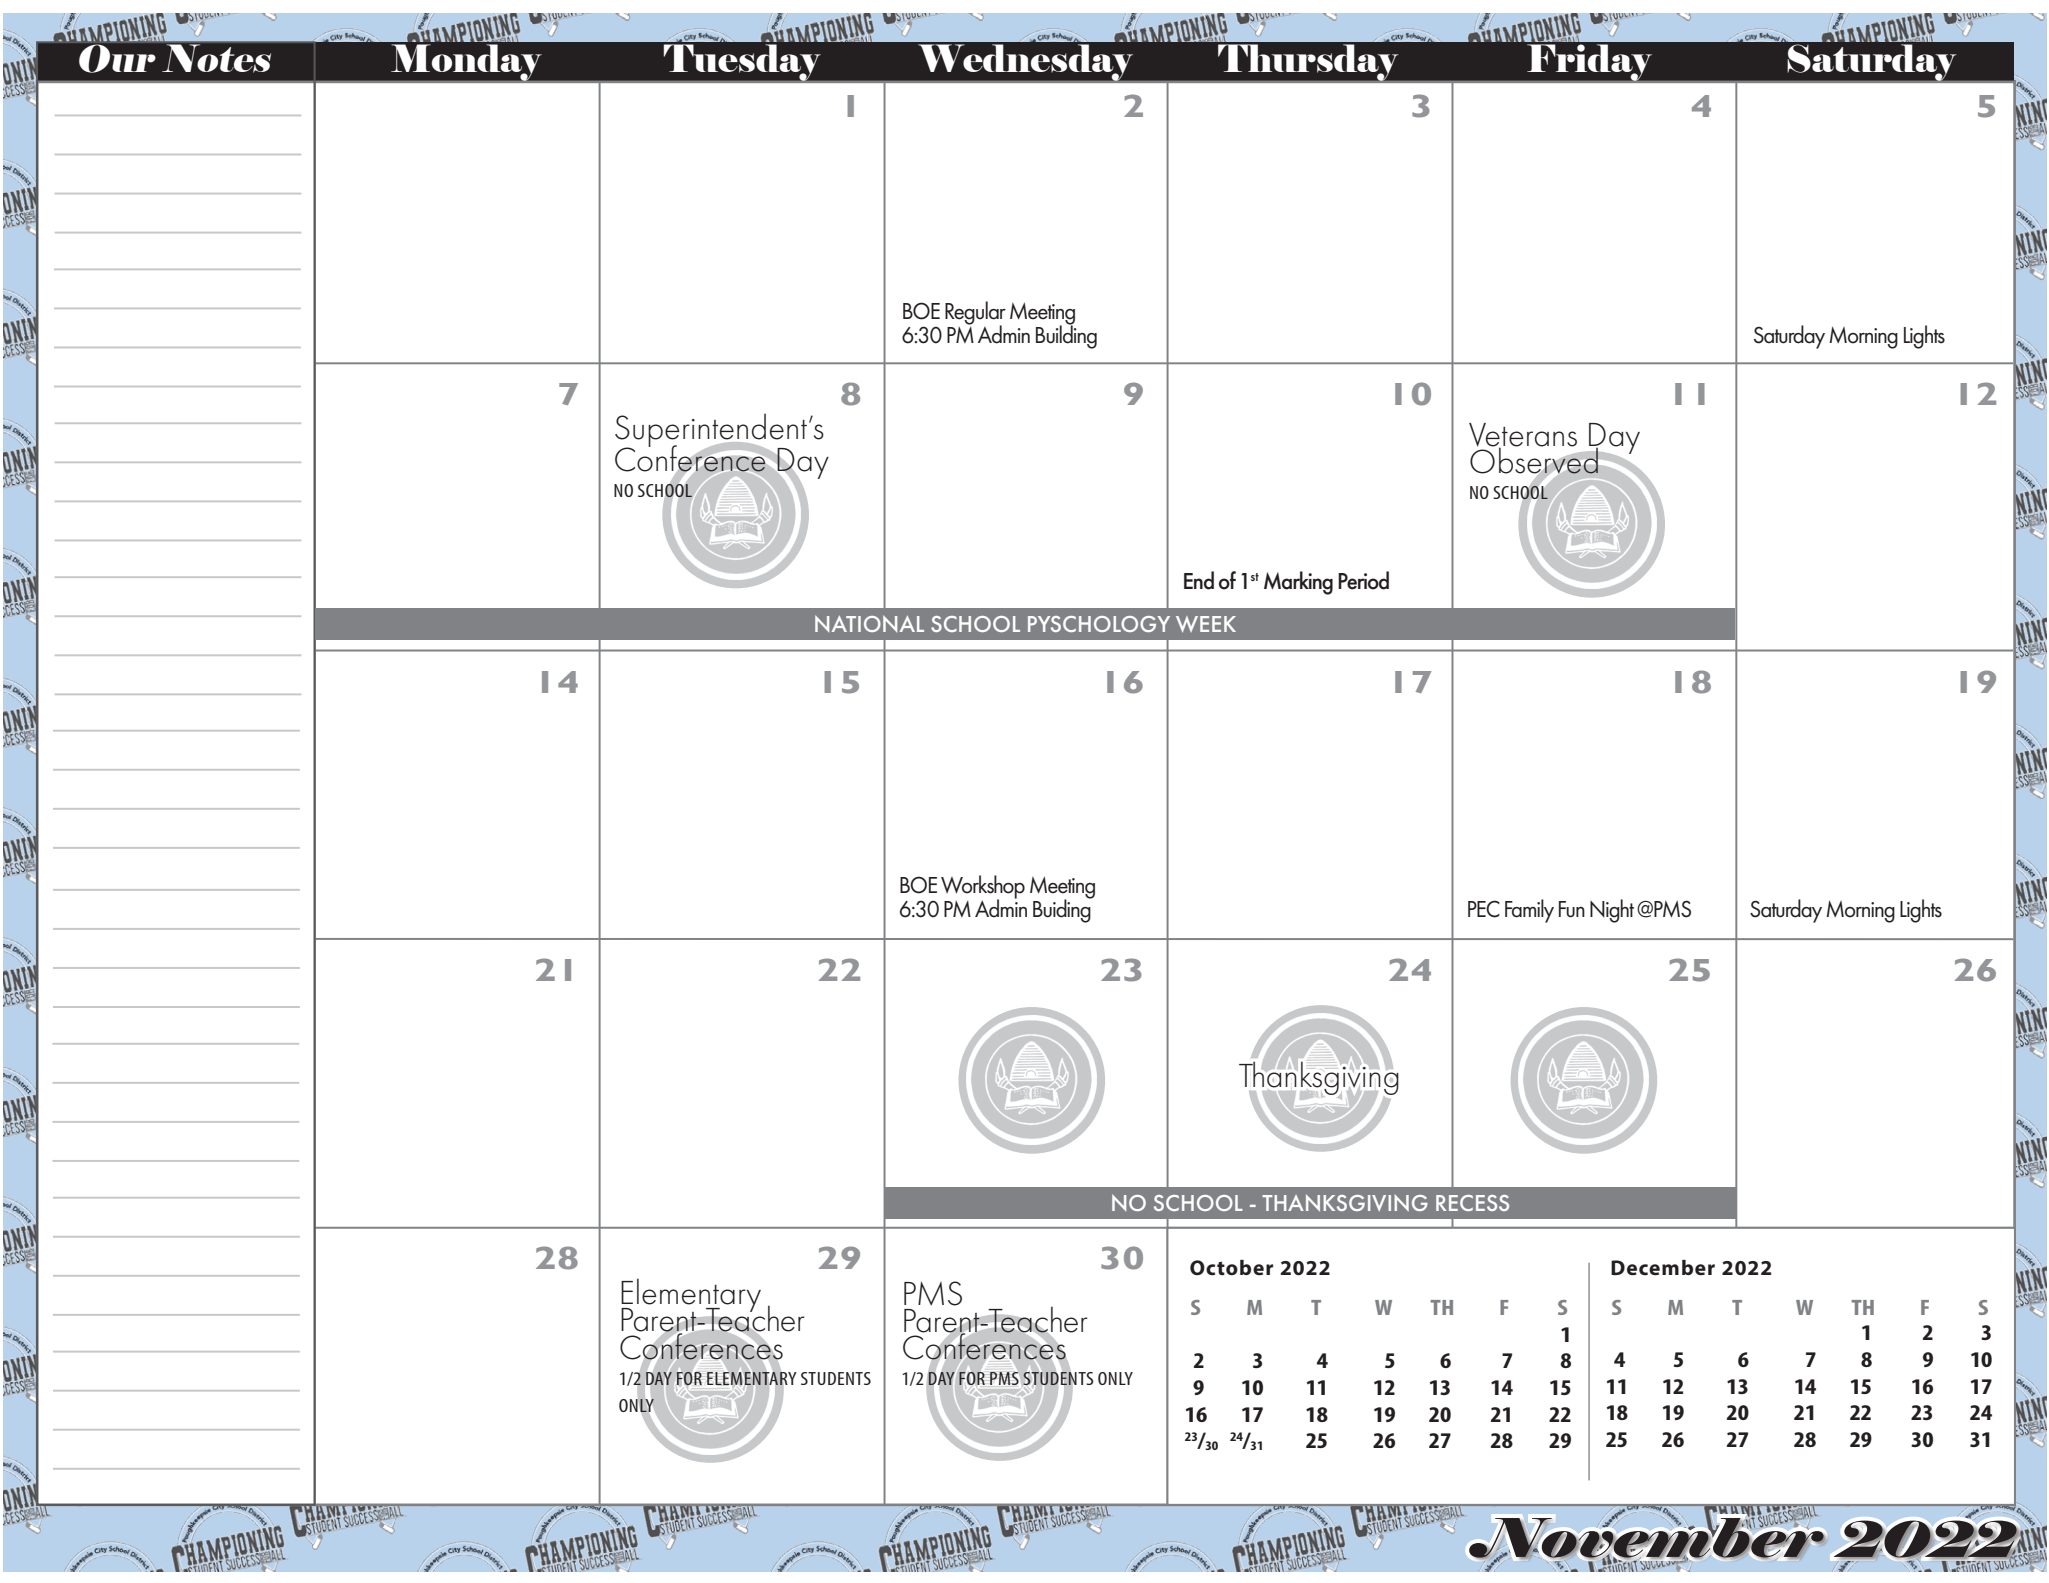 Our Notes Monday Tuesday Wednesday Thursday Friday Saturday
1 2 3 4 5
BOE Regular Meeting
6:30 PM Admin Building
Saturday Morning Lights
7 8 9 10 11 12
Superintendent's
Conference Day
NO SCHOOL
Veterans Day
Observed
NO SCHOOL
End of 1st Marking Period
NATIONAL SCHOOL PYSCHOLOGY WEEK
14 15 16 17 18 19
BOE Workshop Meeting
6:30 PM Admin Buiding
PEC Family Fun Night @PMS
Saturday Morning Lights
21 22 23 24 25 26
Thanksgiving
NO SCHOOL - THANKSGIVING RECESS
28 29 30
Elementary
Parent-Teacher
Conferences
1/2 DAY FOR ELEMENTARY STUDENTS
ONLY
PMS
Parent-Teacher
Conferences
1/2 DAY FOR PMS STUDENTS ONLY
October 2022
S M T W TH F S
1
2 3 4 5 6 7 8
9 10 11 12 13 14 15
16 17 18 19 20 21 22
23/30 24/31 25 26 27 28 29
December 2022
S M T W TH F S
1 2 3
4 5 6 7 8 9 10
11 12 13 14 15 16 17
18 19 20 21 22 23 24
25 26 27 28 29 30 31
Poughkeepsie City School District
CHAMPIONING
STUDENT SUCCESS FOR ALL
November 2022